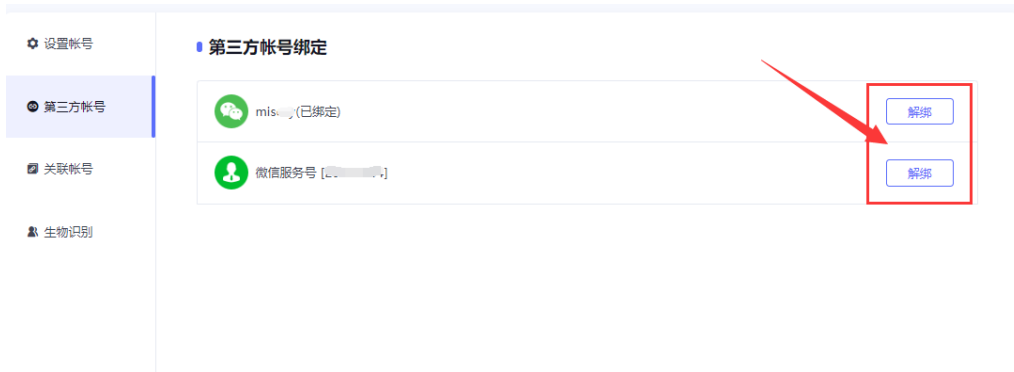 设置帐号
第三方帐号
关联帐号
生物识别
第三方帐号绑定
(已绑定)
解绑
微信服务号
解绑